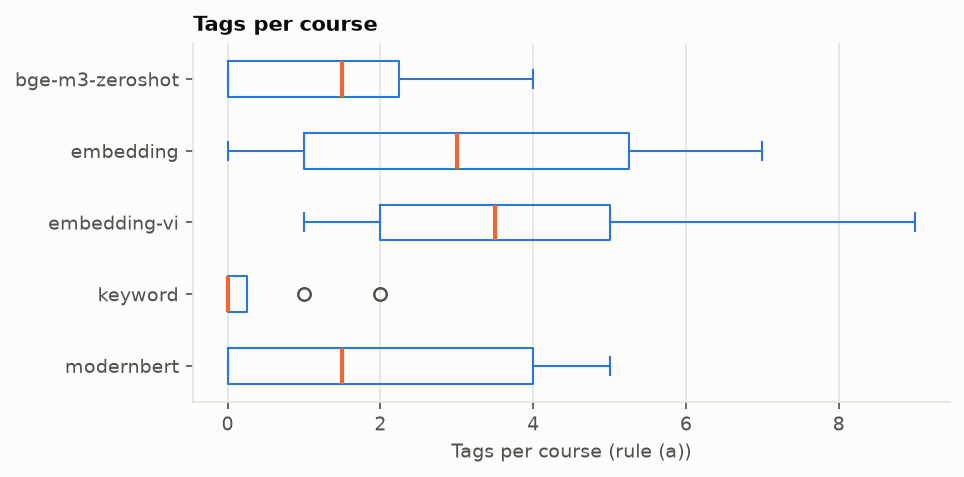 Tags per course
bge-m3-zeroshot
embedding
embedding-vi
keyword
modernbert
0 2 4 6 8
Tags per course (rule (a))